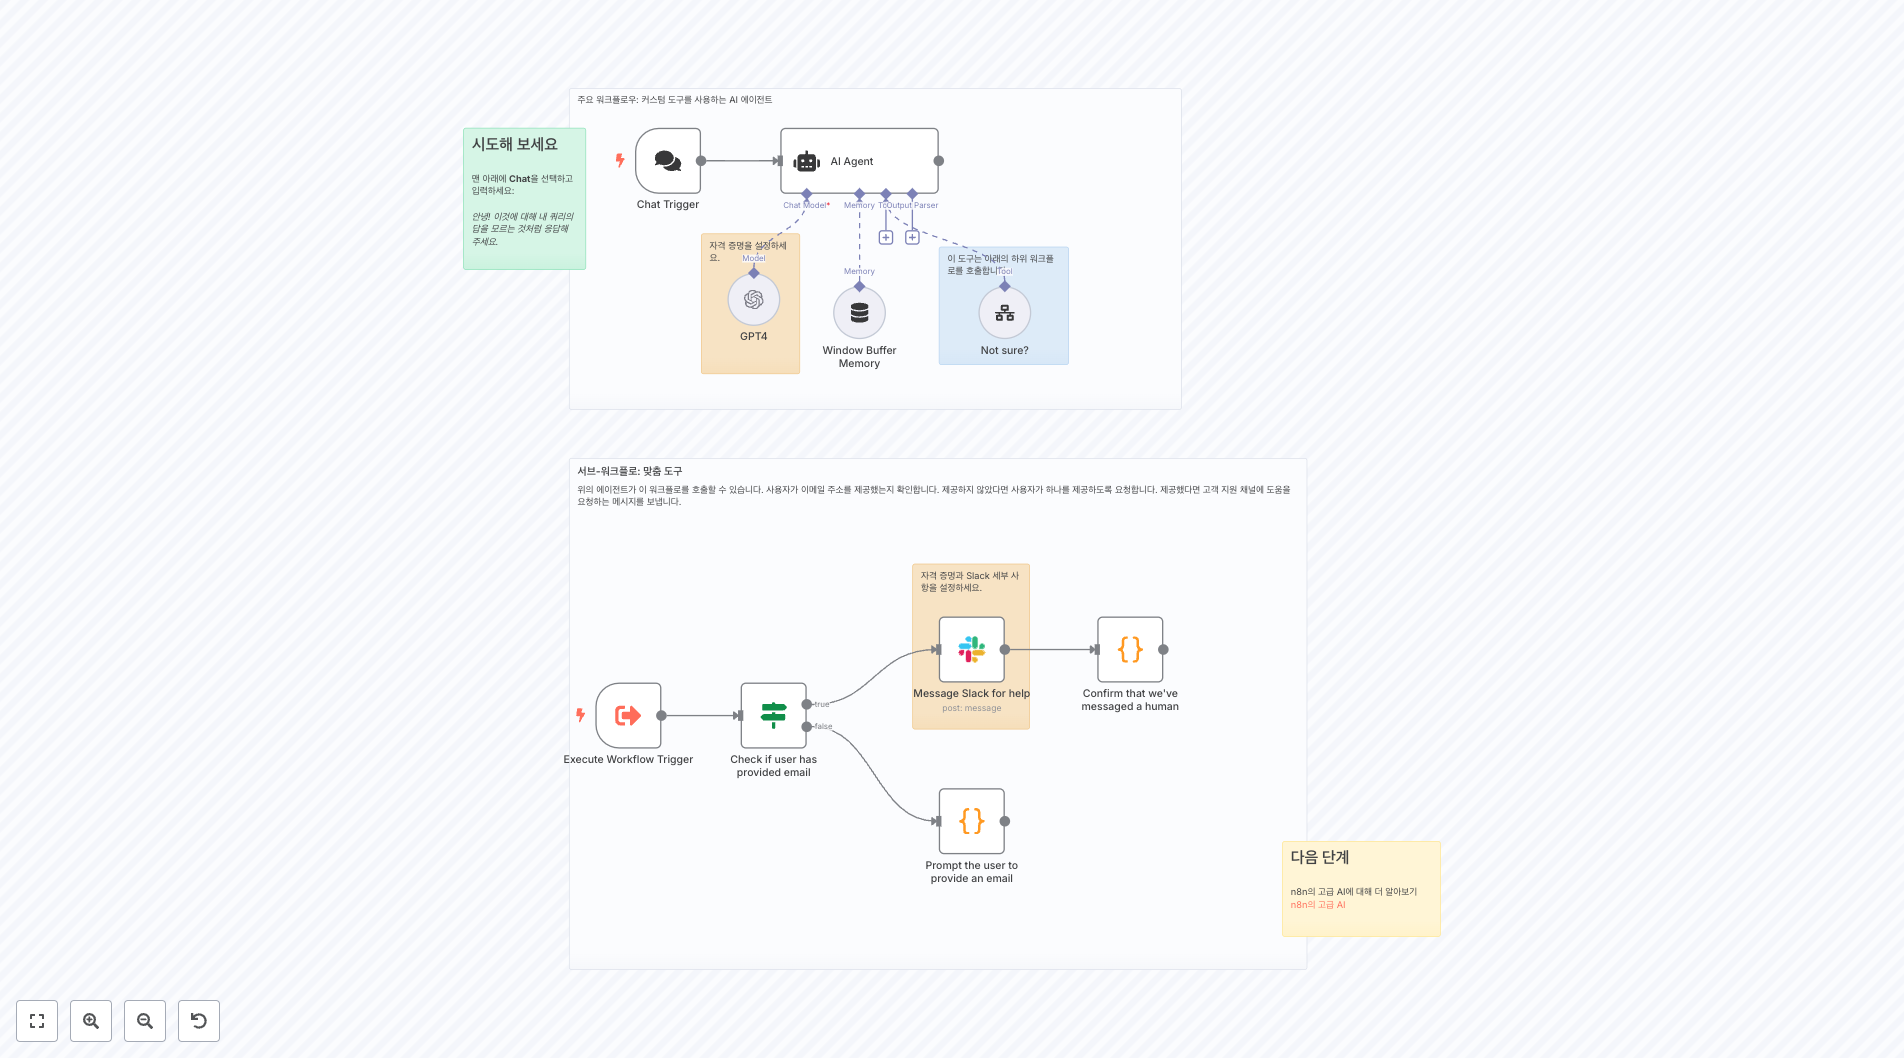 주요 워크플로우: 커스텀 도구를 사용하는 AI 에이전트
시도해 보세요
맨 아래에 Chat을 선택하고
입력하세요:
안녕! 이것에 대해 내 쿼리의
답을 모르는 것처럼 응답해
주세요.
Chat Trigger
AI Agent
Chat Model*
Memory
Output Parser
자격 증명을 설정하세
요.
Model
GPT4
Memory
Window Buffer
Memory
이 도구는 아래의 하위 워크플
로를 호출합니
Tool
Not sure?
서브-워크플로: 맞춤 도구
위의 에이전트가 이 워크플로를 호출할 수 있습니다. 사용자가 이메일 주소를 제공했는지 확인합니다. 제공하지 않았다면 사용자가 하나를 제공하도록 요청합니다. 제공했다면 고객 지원 채널에 도움을
요청하는 메시지를 보냅니다.
자격 증명과 Slack 세부 사
항을 설정하세요.
Message Slack for help
post: message
Confirm that we've
messaged a human
Execute Workflow Trigger
Check if user has
provided email
true
false
Prompt the user to
provide an email
다음 단계
n8n의 고급 AI에 대해 더 알아보기
n8n의 고급 AI